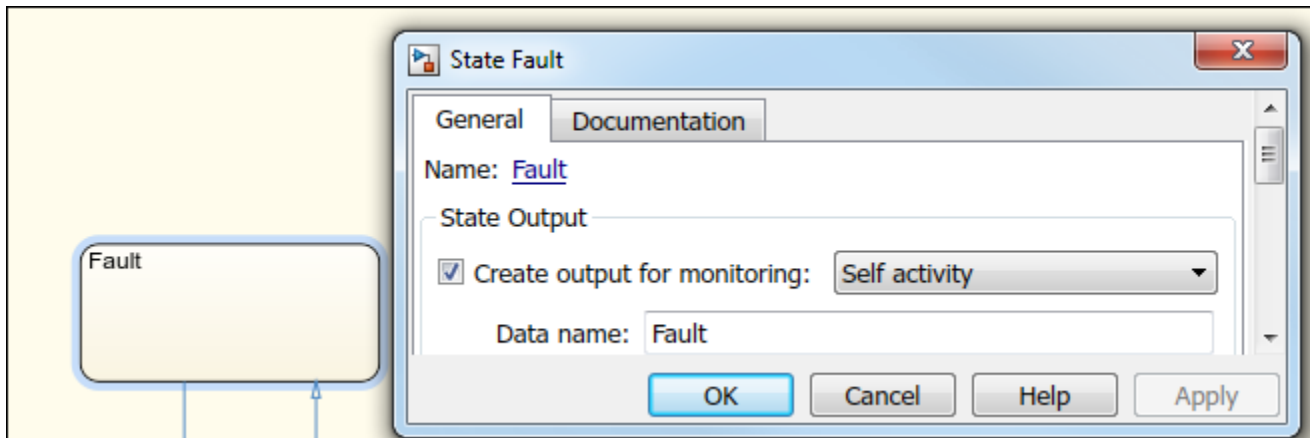 State Fault
General Documentation
Name: Fault
State Output
Fault
Create output for monitoring: Self activity
Data name: Fault
OK Cancel Help Apply